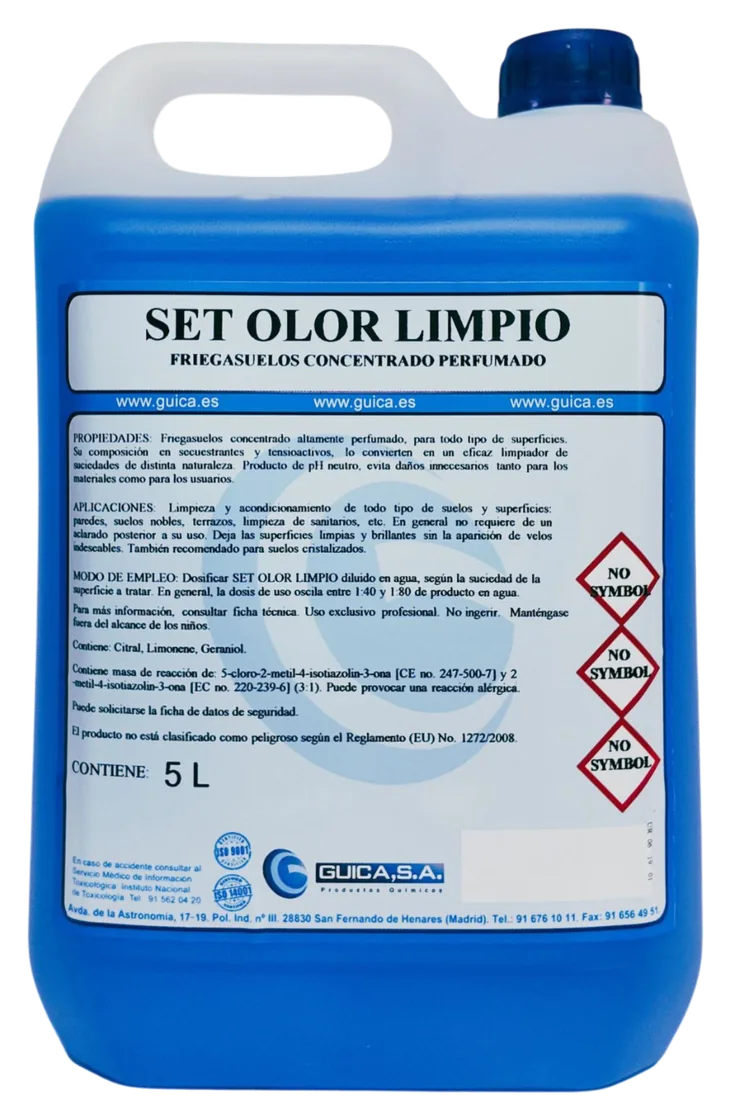 SET OLOR LIMPIO
FRIEGASUELOS CONCENTRADO PERFUMADO
www.guica.es www.guica.es www.guica.es
PROPIEDADES: Friegasuelos concentrado altamente perfumado, para todo tipo de superficies.
Su composición en secuestrantes y tensioactivos, lo convierten en un eficaz limpiador de
suciedades de distinta naturaleza. Producto de pH neutro, evita daños innecesarios tanto para los
materiales como para los usuarios.
APLICACIONES: Limpieza y acondicionamiento de todo tipo de suelos y superficies:
paredes, suelos nobles, terrazos, limpieza de sanitarios, etc. En general no requiere de un
aclarado posterior a su uso. Deja las superficies limpias y brillantes sin la aparición de velos
indeseables. También recomendado para suelos cristalizados.
MODO DE EMPLEO: Dosificar SET OLOR LIMPIO diluido en agua, según la suciedad de la
superficie a tratar. En general, la dosis de uso oscila entre 1:40 y 1:80 de producto en agua.
Para más información, consultar ficha técnica. Uso exclusivo profesional. No ingerir. Manténgase
fuera del alcance de los niños.
Contiene: Citral, Limonene, Geraniol.
Contiene masa de reacción de: 5-cloro-2-metil-4-isotiazolin-3-ona [CE no. 247-500-7] y 2
-metil-4-isotiazolin-3-ona [EC no. 220-239-6] (3:1). Puede provocar una reacción alérgica.
Puede solicitarse la ficha de datos de seguridad.
El producto no está clasificado como peligroso según el Reglamento (EU) No. 1272/2008.
CONTIENE: 5 L
NO
SYMBOL
NO
SYMBOL
NO
SYMBOL
En caso de accidente consultar al
Servicio Médico de Información
Toxicológica Instituto Nacional
de Toxicología Tel 91 562 04 20
ISO 9001
ISO 14001
GUICA,S.A.
Productos Químicos
Avda. de la Astronomía, 17-19. Pol. Ind. nº III. 28830 San Fernando de Henares (Madrid). Tel.: 91 676 10 11. Fax: 91 656 49 51.